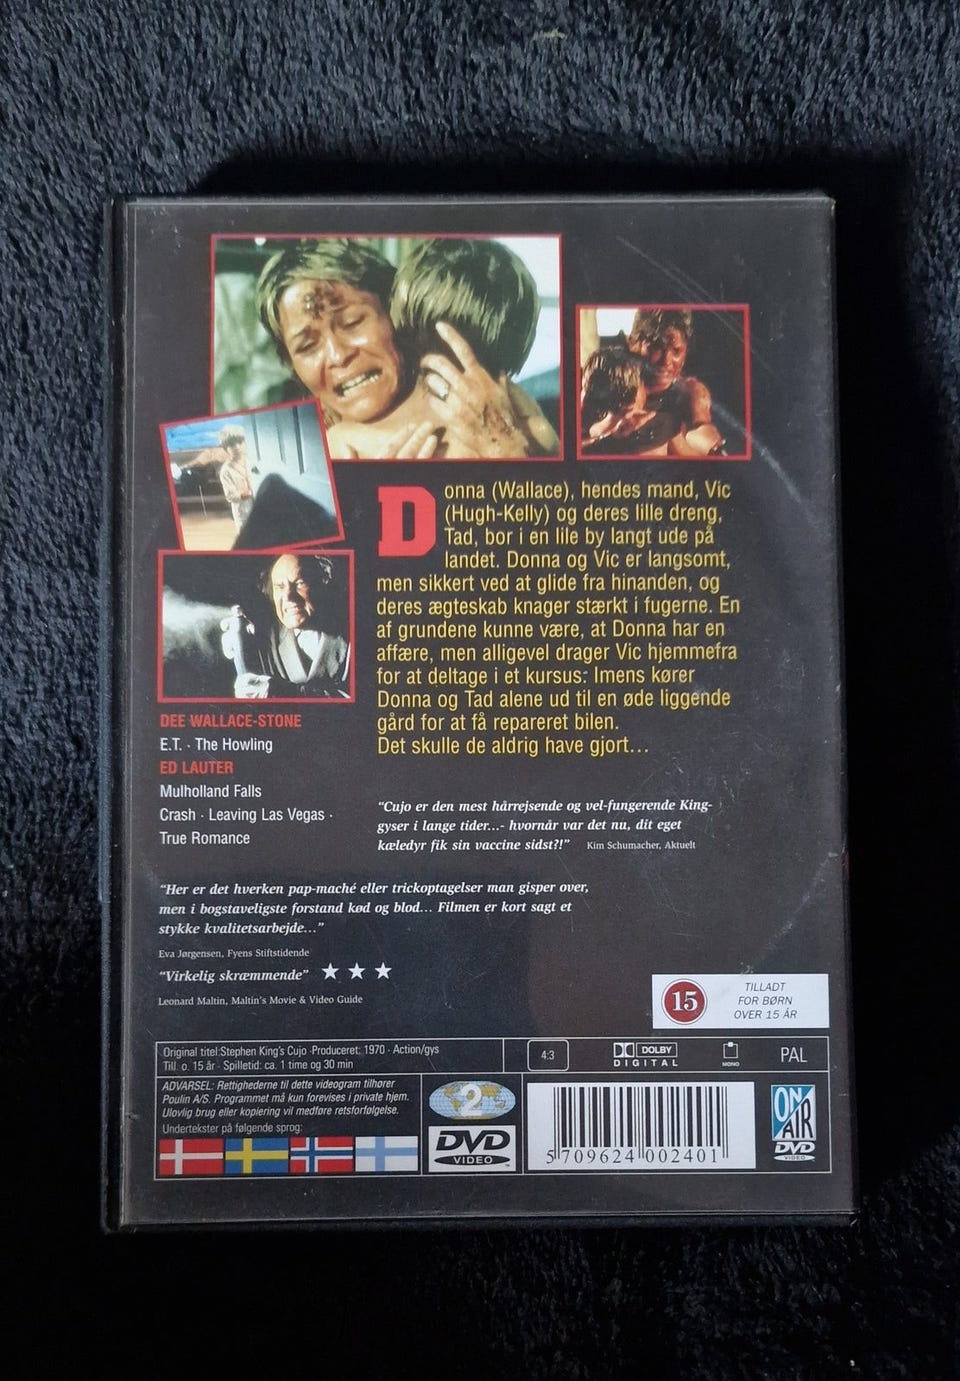 Donna (Wallace), hendes mand, Vic
(Hugh-Kelly) og deres lille dreng,
Tad, bor i en lile by langt ude på
landet. Donna og Vic er langsomt,
men sikkert ved at glide fra hinanden, og
deres ægteskab knager stærkt i fugerne. En
af grundene kunne være, at Donna har en
affære, men alligevel drager Vic hjemmefra
for at deltage i et kursus: Imens kører
Donna og Tad alene ud til en øde liggende
gård for at få repareret bilen.
Det skulle de aldrig have gjort...
DEE WALLACE-STONE
E.T. · The Howling
ED LAUTER
Mulholland Falls
Crash · Leaving Las Vegas ·
True Romance
"Cujo er den mest hårrejsende og vel-fungerende King-
gyser i lange tider...- hvornår var det nu, dit eget
kæledyr fik sin vaccine sidst?!" Kim Schumacher, Aktuelt
"Her er det hverken pap-maché eller trickoptagelser man gisper over,
men i bogstaveligste forstand kød og blod... Filmen er kort sagt et
stykke kvalitetsarbejde..."
Eva Jørgensen, Fyens Stiftstidende
"Virkelig skræmmende" ★ ★ ★
Leonard Maltin, Maltin's Movie & Video Guide
15
TILLADT
FOR BØRN
OVER 15 ÅR
Original titel:Stephen King's Cujo ·Produceret: 1970 · Action/gys
Till. o. 15 år · Spilletid: ca. 1 time og 30 min
4:3
DOLBY
DIGITAL
MONO
PAL
ADVARSEL: Rettighederne til dette videogram tilhører
Poulin A/S. Programmet må kun forevises i private hjem.
Ulovlig brug eller kopiering vil medføre retsforfølgelse.
Undertekster på følgende sprog:
2
DVD
VIDEO
5 709624 002401
ON
AIR
DVD
VIDEO